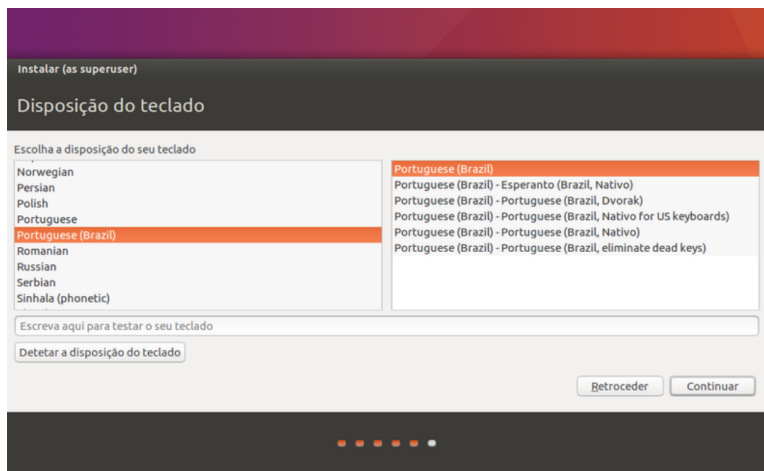 Instalar (as superuser)
Disposição do teclado
Escolha a disposição do seu teclado
Norwegian
Persian
Polish
Portuguese
Portuguese (Brazil)
Romanian
Russian
Serbian
Sinhala (phonetic)
Portuguese (Brazil)
Portuguese (Brazil) - Esperanto (Brazil, Nativo)
Portuguese (Brazil) - Portuguese (Brazil, Dvorak)
Portuguese (Brazil) - Portuguese (Brazil, Nativo for US keyboards)
Portuguese (Brazil) - Portuguese (Brazil, Nativo)
Portuguese (Brazil) - Portuguese (Brazil, eliminate dead keys)
Escreva aqui para testar o seu teclado
Detetar a disposição do teclado
Retroceder
Continuar